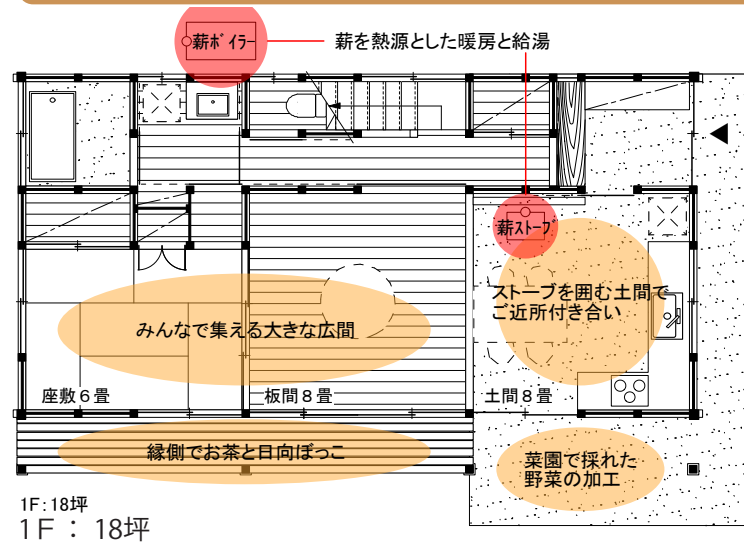 薪ボイラー
薪を熱源とした暖房と給湯
薪ストーブ
ストーブを囲む土間で
ご近所付き合い
みんなで集える大きな広間
座敷6畳
板間8畳
土間8畳
縁側でお茶と日向ぼっこ
菜園で採れた
野菜の加工
1F:18坪
1F：18坪